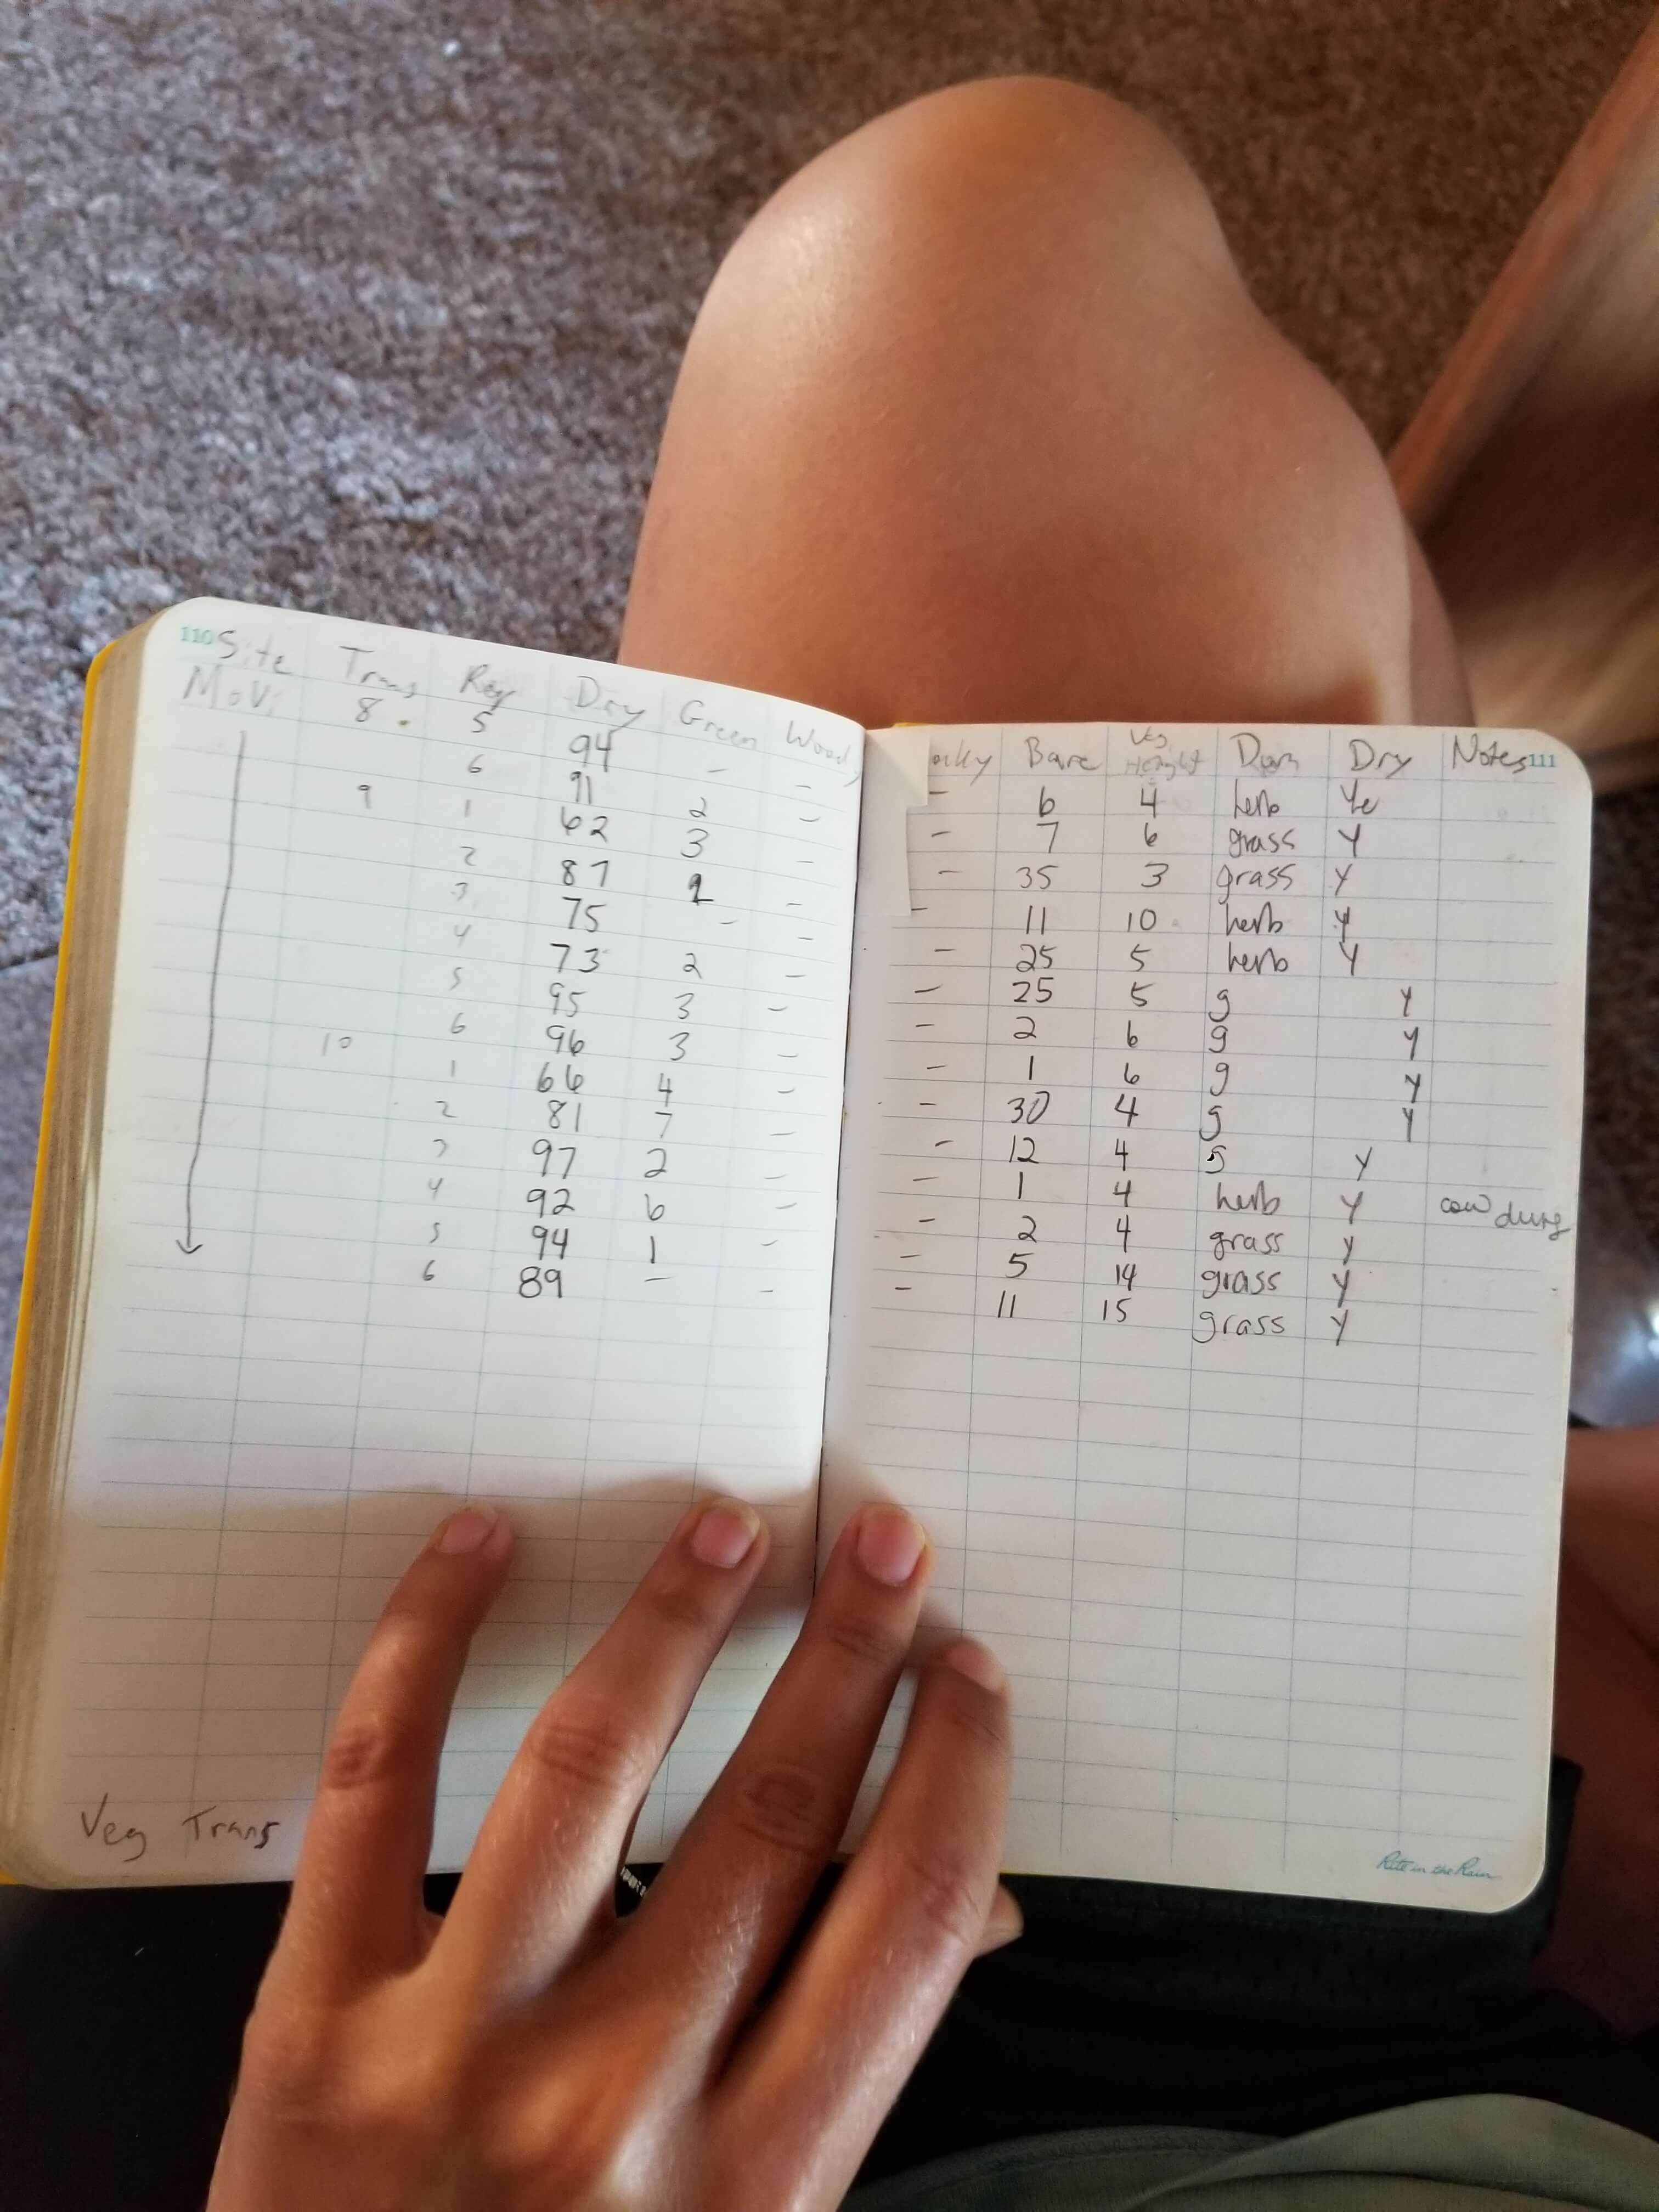 110 Site Trans Rep Dry Green Woody
MoVi 8 5 94 – –
6 91 2 –
9 1 62 3 –
2 87 2 –
3 75 – –
4 73 2 –
5 95 3 –
6 96 3 –
10 1 66 4 –
2 81 7 –
3 97 2 –
4 92 6 –
5 94 1 –
6 89 – –
Veg Trans
ocky Bare Veg Height Dom Dry Notes 111
– 6 4 herb Ye
– 7 6 grass Y
– 35 3 grass Y
– 11 10 herb Y
– 25 5 herb Y
– 25 5 g Y
– 2 6 g Y
– 1 6 g Y
– 30 4 g Y
– 12 4 g Y
1 4 herb Y cow dung
– 2 4 grass Y
– 5 14 grass Y
– 11 15 grass Y
Rite in the Rain